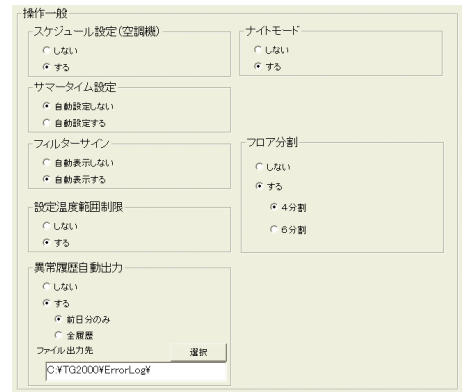 操作一般
スケジュール設定(空調機)
しない
する
サマータイム設定
自動設定しない
自動設定する
フィルターサイン
自動表示しない
自動表示する
設定温度範囲制限
しない
する
異常履歴自動出力
しない
する
前日分のみ
全履歴
ファイル出力先
選択
C:¥TG2000¥ErrorLog¥
ナイトモード
しない
する
フロア分割
しない
する
4分割
6分割